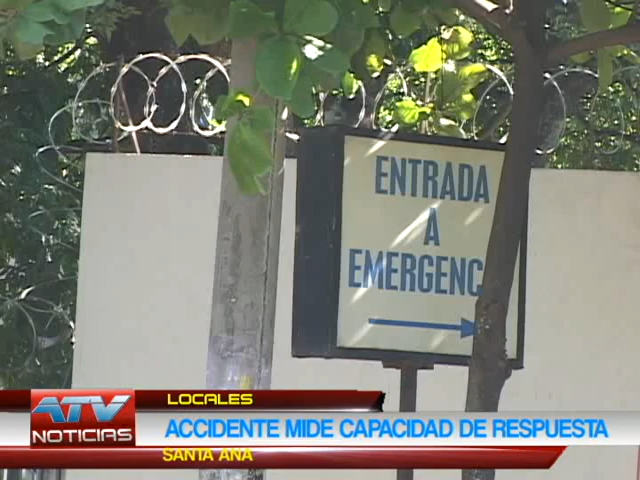 ENTRADA
A
EMERGENC
LOCALES
ATV
NOTICIAS
ACCIDENTE MIDE CAPACIDAD DE RESPUESTA
SANTA ANA